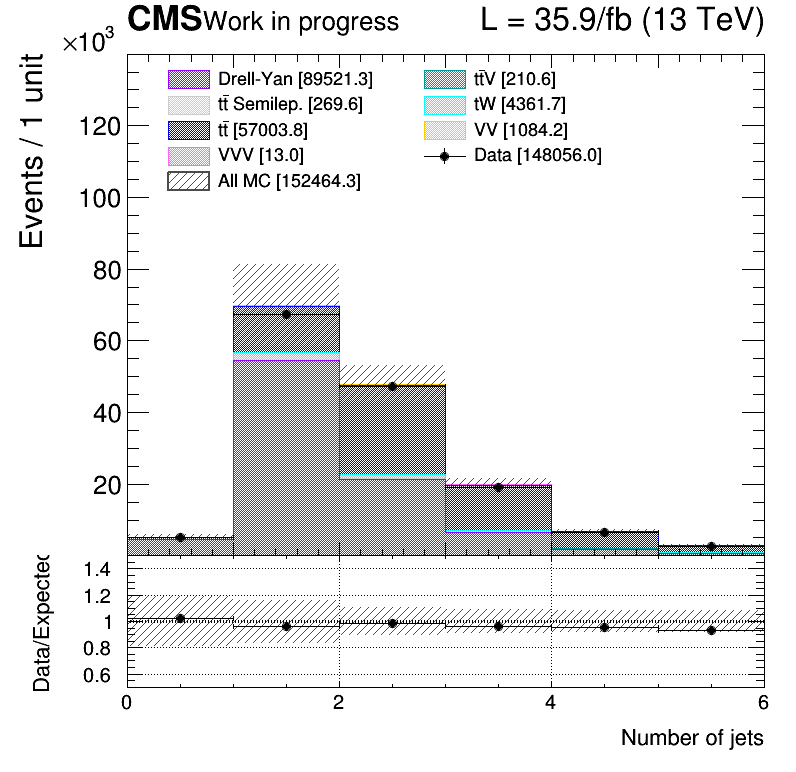 CMS Work in progress L = 35.9/fb (13 TeV)
×10³
Events / 1 unit
Drell-Yan [89521.3]
tt̄ Semilep. [269.6]
tt̄ [57003.8]
VVV [13.0]
All MC [152464.3]
tt̄V [210.6]
tW [4361.7]
VV [1084.2]
Data [148056.0]
120
100
80
60
40
20
Data/Expected
1.4
1.2
1
0.8
0.6
0 2 4 6
Number of jets